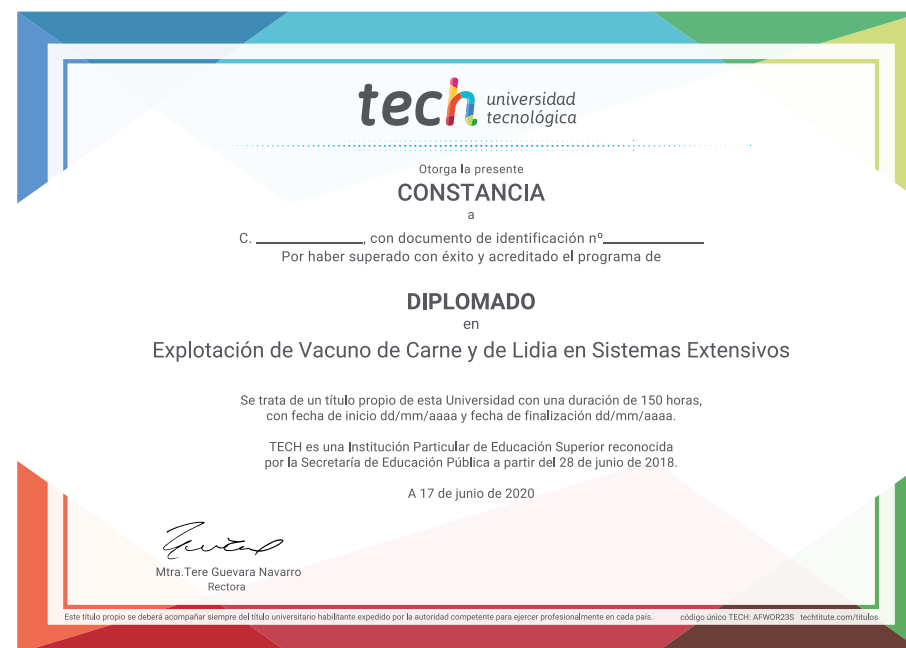 tech universidad
tecnológica
Otorga la presente
CONSTANCIA
a
C. ____________, con documento de identificación nº____________
Por haber superado con éxito y acreditado el programa de
DIPLOMADO
en
Explotación de Vacuno de Carne y de Lidia en Sistemas Extensivos
Se trata de un título propio de esta Universidad con una duración de 150 horas,
con fecha de inicio dd/mm/aaaa y fecha de finalización dd/mm/aaaa.
TECH es una Institución Particular de Educación Superior reconocida
por la Secretaría de Educación Pública a partir del 28 de junio de 2018.
A 17 de junio de 2020
Mtra.Tere Guevara Navarro
Rectora
Este título propio se deberá acompañar siempre del título universitario habilitante expedido por la autoridad competente para ejercer profesionalmente en cada país. código único TECH: AFWOR23S techtitute.com/titulos